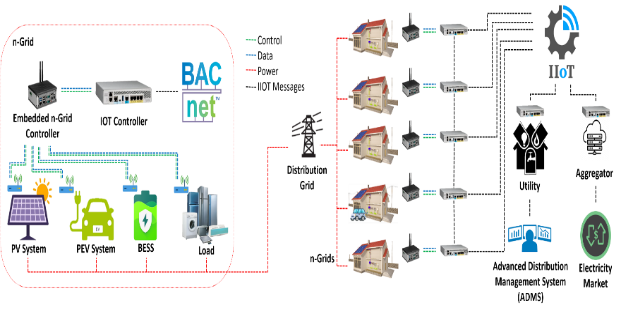 n-Grid
Control
Data
Power
IIOT Messages
BAC
net
Embedded n-Grid
Controller
IOT Controller
IIoT
Distribution
Grid
Utility
Aggregator
PV System
PEV System
BESS
Load
n-Grids
Advanced Distribution
Management System
(ADMS)
Electricity
Market